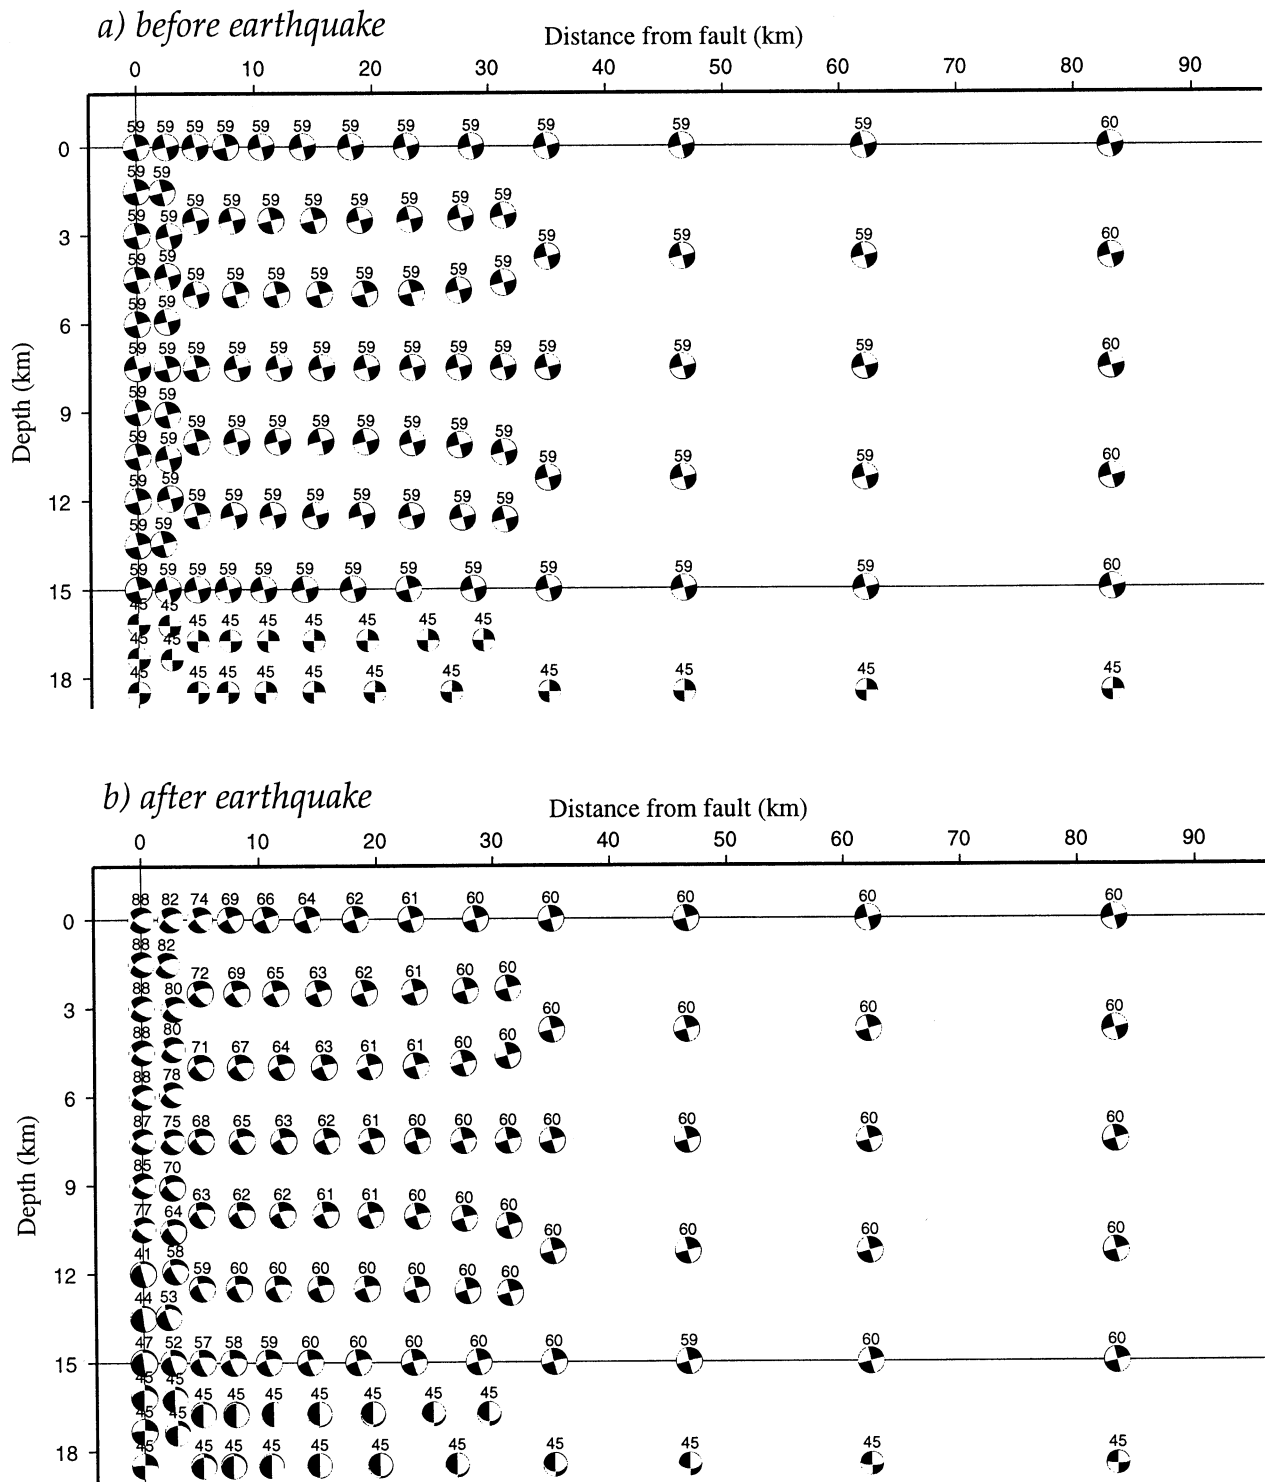 a) before earthquake
Distance from fault (km)
0 10 20 30 40 50 60 70 80 90
59 59 59 59 59 59 59 59 59 59 59 59 60
0
59 59
59 59 59 59 59 59 59 59
59 59 59 59 60
3
59 59 59 59 59 59 59 59 59 59
59 59
6
59 59 59 59 59 59 59 59 59 59 59 59 60
59 59
9
59 59 59 59 59 59 59 59 59 59
59 59 59 60
59 59 59 59 59 59 59 59 59 59
12
59 59
59 59 59 59 59 59 59 59 59 59 59 59 60
15
45 45
45 45 45 45 45 45 45
45 45
45 45 45 45 45 45 45 45 45 45 45
18
Depth (km)
b) after earthquake
Distance from fault (km)
0 10 20 30 40 50 60 70 80 90
88 82 74 69 66 64 62 61 60 60 60 60 60
0
88 82
72 69 65 63 62 61 60 60
88 80 60 60 60 60
3
88 80
71 67 64 63 61 61 60 60
88 78
6
87 75 68 65 63 62 61 60 60 60 60 60 60 60
85 70
9
63 62 62 61 61 60 60 60
77 64 60 60 60 60
41 58
59 60 60 60 60 60 60 60
12
44 53
47 52 57 58 59 60 60 60 60 60 59 60 60
15
45 45
45 45 45 45 45 45 45
45 45
45 45 45 45 45 45 45 45 45 45 45
18
Depth (km)